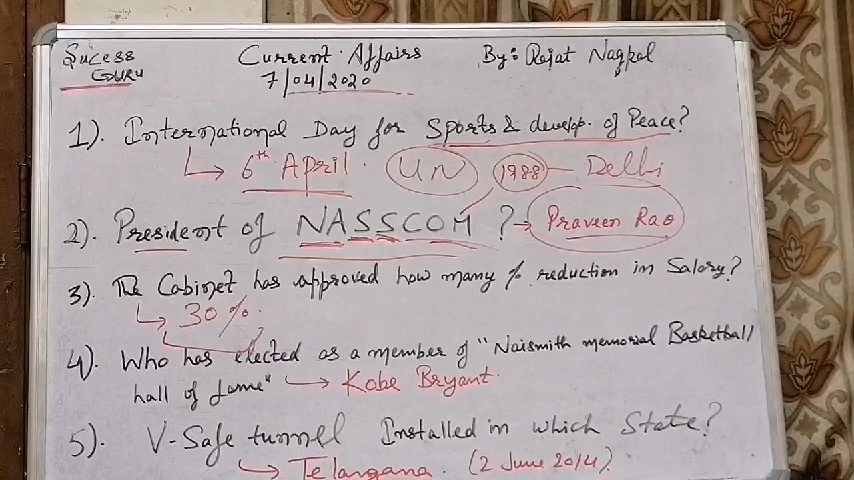 Sucess Current Affairs By: Rajat Nagpal
GURU 7/04/2020
1). International Day for Sports & develop. of Peace?
6th April. UN 1988 — Delhi
2). President of NASSCOM? → Praveen Rao
3). The Cabinet has approved how many % reduction in Salary?
30%.
4). Who has elected as a member of "Naismith memorial Basketball
hall of fame" → Kobe Bryant.
5). V-Safe tunnel Installed in which State?
Telangana. (2 June 2014)